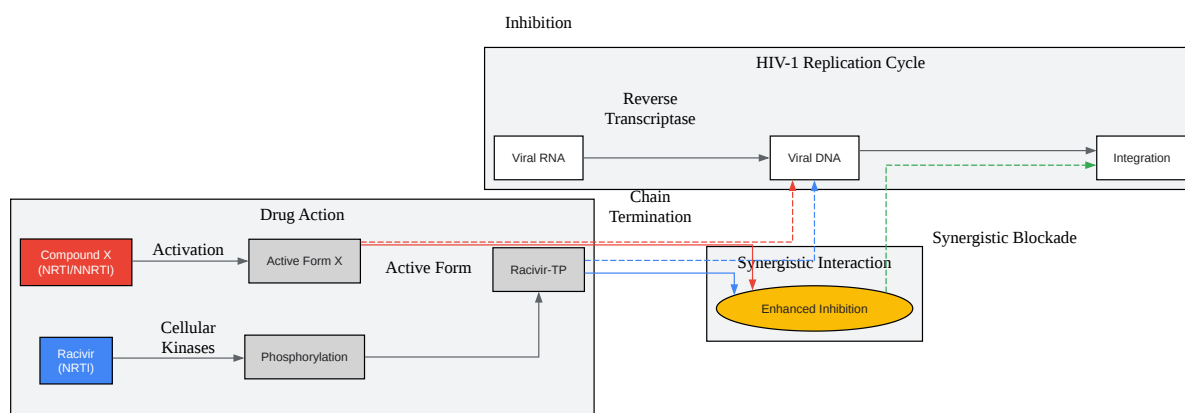 Inhibition
HIV-1 Replication Cycle
Reverse
Transcriptase
Viral RNA
Viral DNA
Integration
Chain
Termination
Drug Action
Synergistic Blockade
Compound X
(NRTI/NNRTI)
Activation
Active Form X
Active Form
Racivir-TP
Synergistic Interaction
Enhanced Inhibition
Cellular
Kinases
Racivir
(NRTI)
Phosphorylation